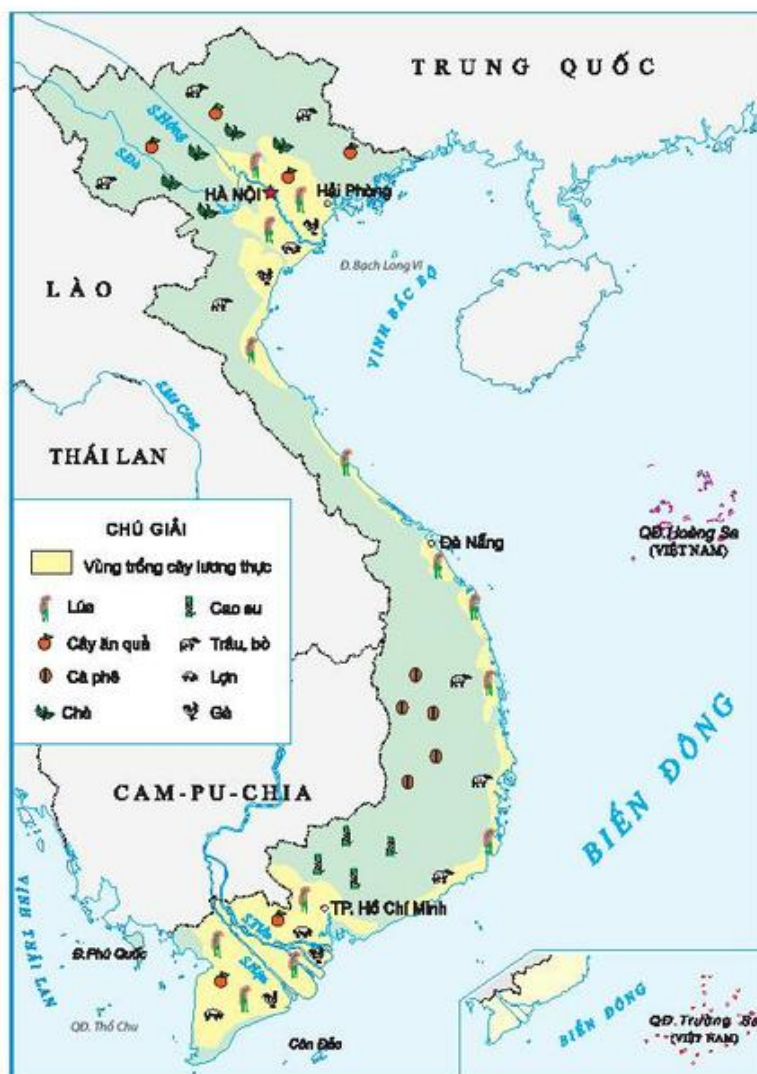 TRUNG QUỐC
S.Hồng
S.Đà
HÀ NỘI
Hải Phòng
Đ.Bạch Long Vĩ
LÀO
VỊNH BẮC BỘ
S.Mê Công
THÁI LAN
QĐ.Hoàng Sa
(VIỆT NAM)
CHÚ GIẢI
Vùng trồng cây lương thực
Lúa
Cao su
Cây ăn quả
Trâu, bò
Cà phê
Lợn
Chè
Gà
Đà Nẵng
BIỂN ĐÔNG
CAM-PU-CHIA
VỊNH THÁI LAN
TP. Hồ Chí Minh
S.Tiền
S.Hậu
Đ.Phú Quốc
QĐ. Thổ Chu
Côn Đảo
BIỂN ĐÔNG
QĐ.Trường Sa
(VIỆT NAM)